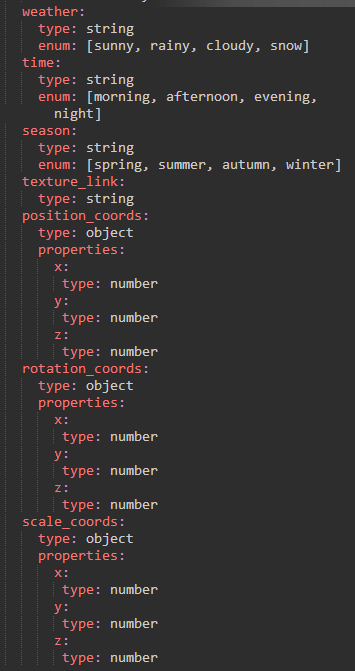 weather:
type: string
enum: [sunny, rainy, cloudy, snow]
time:
type: string
enum: [morning, afternoon, evening,
night]
season:
type: string
enum: [spring, summer, autumn, winter]
texture_link:
type: string
position_coords:
type: object
properties:
x:
type: number
y:
type: number
z:
type: number
rotation_coords:
type: object
properties:
x:
type: number
y:
type: number
z:
type: number
scale_coords:
type: object
properties:
x:
type: number
y:
type: number
z:
type: number